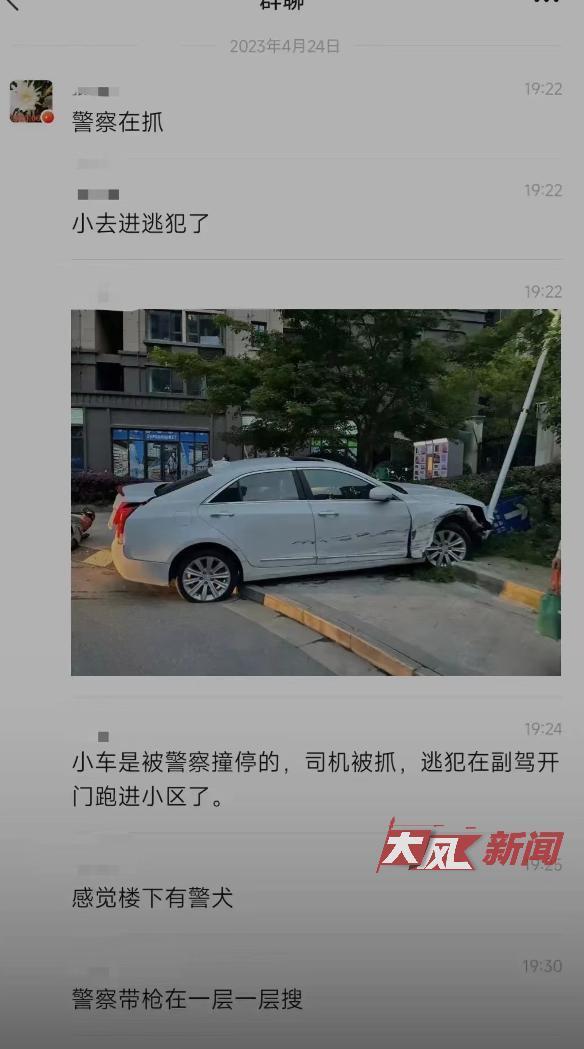 群聊
2023年4月24日
19:22
警察在抓
19:22
小去进逃犯了
19:22
19:24
小车是被警察撞停的，司机被抓，逃犯在副驾开
门跑进小区了。
大风新闻
19:25
感觉楼下有警犬
19:30
警察带枪在一层一层搜